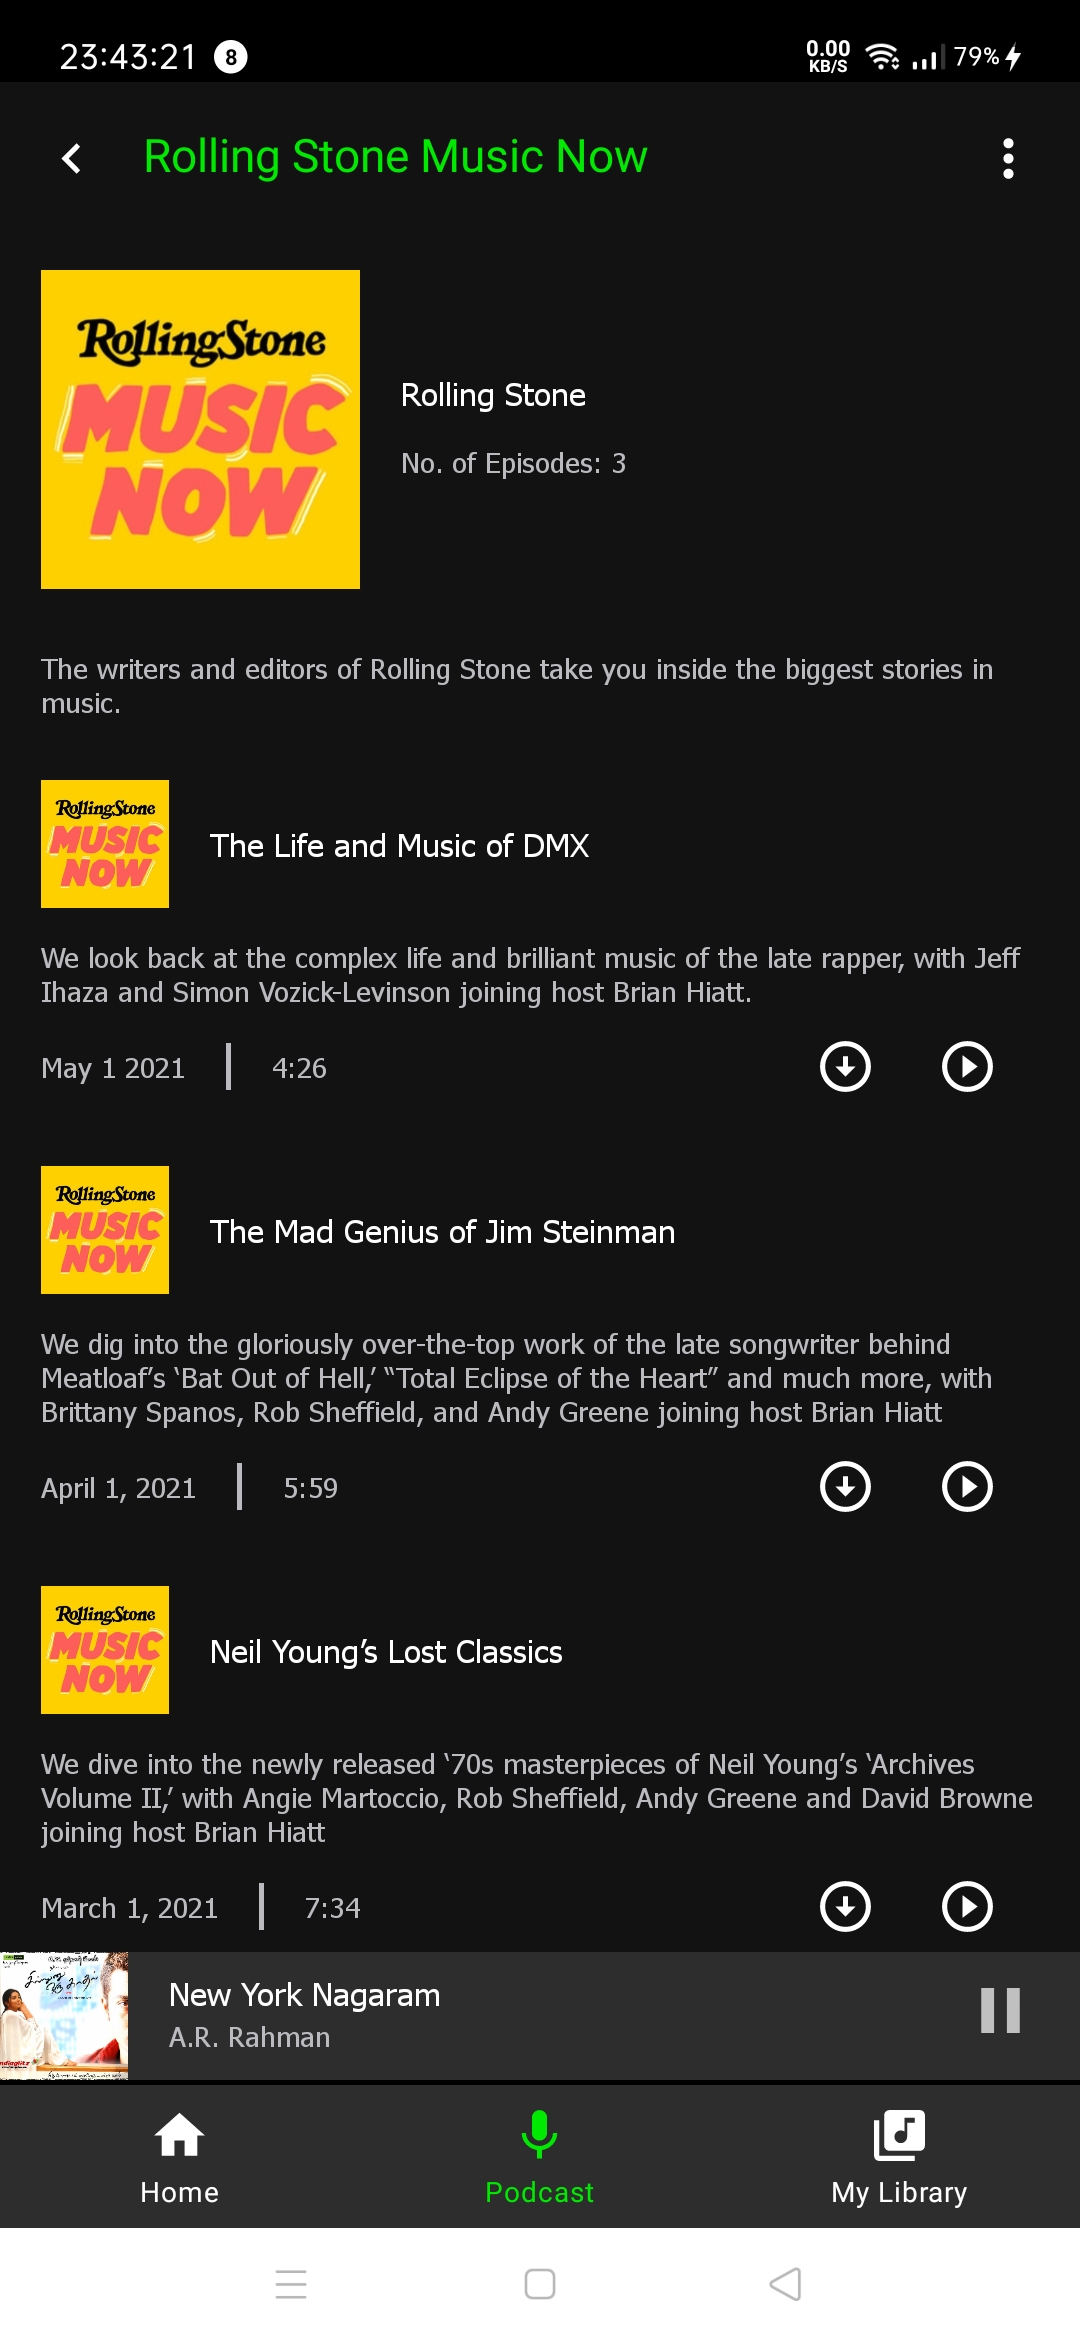 23:43:21 8 0.00 KB/S 79%
Rolling Stone Music Now
RollingStone
MUSIC
NOW
Rolling Stone
No. of Episodes: 3
The writers and editors of Rolling Stone take you inside the biggest stories in
music.
RollingStone
MUSIC
NOW
The Life and Music of DMX
We look back at the complex life and brilliant music of the late rapper, with Jeff
Ihaza and Simon Vozick-Levinson joining host Brian Hiatt.
May 1 2021 4:26
RollingStone
MUSIC
NOW
The Mad Genius of Jim Steinman
We dig into the gloriously over-the-top work of the late songwriter behind
Meatloaf’s ‘Bat Out of Hell,’ “Total Eclipse of the Heart” and much more, with
Brittany Spanos, Rob Sheffield, and Andy Greene joining host Brian Hiatt
April 1, 2021 5:59
RollingStone
MUSIC
NOW
Neil Young’s Lost Classics
We dive into the newly released ‘70s masterpieces of Neil Young’s ‘Archives
Volume II,’ with Angie Martoccio, Rob Sheffield, Andy Greene and David Browne
joining host Brian Hiatt
March 1, 2021 7:34
New York Nagaram
A.R. Rahman
Home Podcast My Library